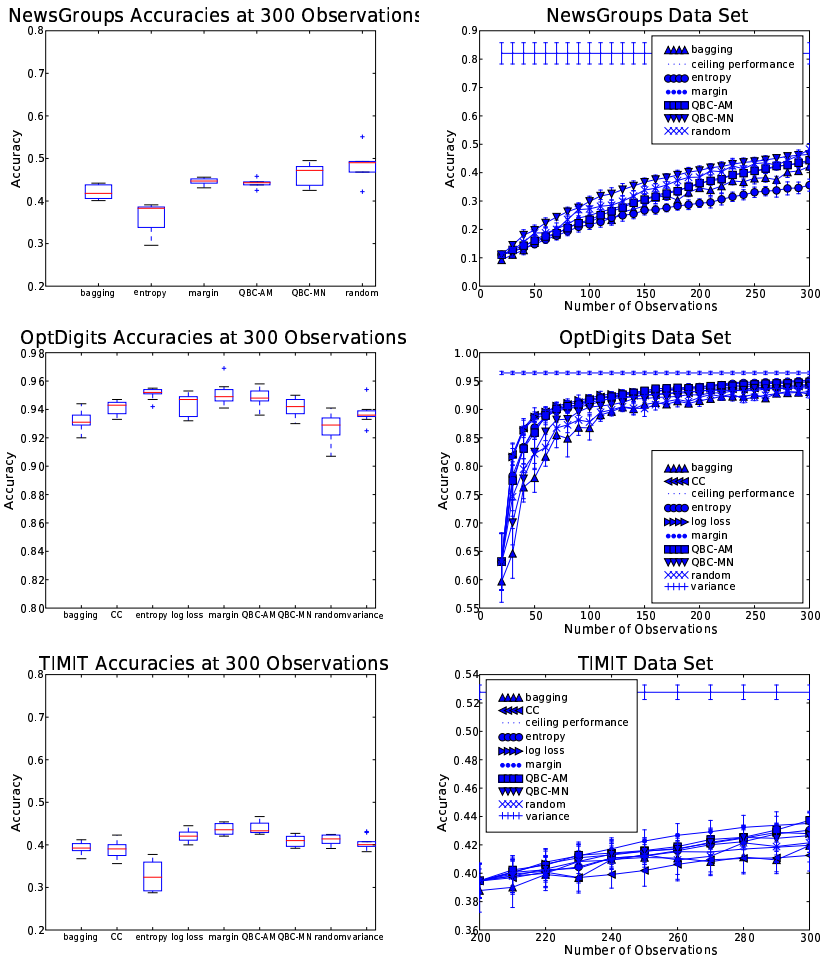 NewsGroups Accuracies at 300 Observations
0.8
0.7
0.6
0.5
0.4
0.3
0.2
Accuracy
bagging entropy margin QBC-AM QBC-MN random
NewsGroups Data Set
0.9
0.8
0.7
0.6
0.5
0.4
0.3
0.2
0.1
0.0
Accuracy
bagging
ceiling performance
entropy
margin
QBC-AM
QBC-MN
random
0 50 100 150 200 250 300
Number of Observations
OptDigits Accuracies at 300 Observations
0.98
0.96
0.94
0.92
0.90
0.88
0.86
0.84
0.82
0.80
Accuracy
bagging CC entropy log loss margin QBC-AM QBC-MN random variance
OptDigits Data Set
1.00
0.95
0.90
0.85
0.80
0.75
0.70
0.65
0.60
0.55
Accuracy
bagging
CC
ceiling performance
entropy
log loss
margin
QBC-AM
QBC-MN
random
variance
0 50 100 150 200 250 300
Number of Observations
TIMIT Accuracies at 300 Observations
0.8
0.7
0.6
0.5
0.4
0.3
0.2
Accuracy
bagging CC entropy log loss margin QBC-AM QBC-MN random variance
TIMIT Data Set
0.54
0.52
0.50
0.48
0.46
0.44
0.42
0.40
0.38
0.36
Accuracy
bagging
CC
ceiling performance
entropy
log loss
margin
QBC-AM
QBC-MN
random
variance
200 220 240 260 280 300
Number of Observations